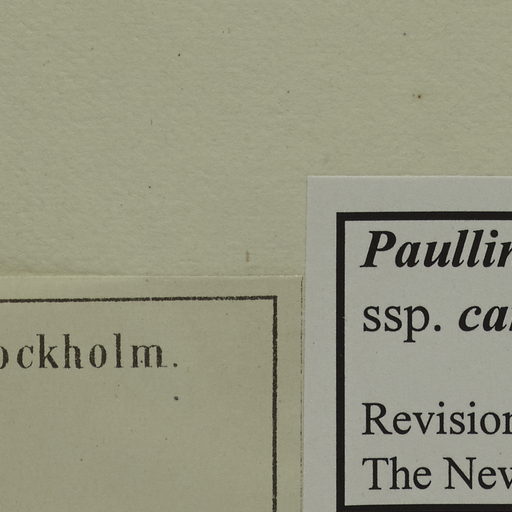 ockholm.
Paullin
ssp. ca
Revision
The New